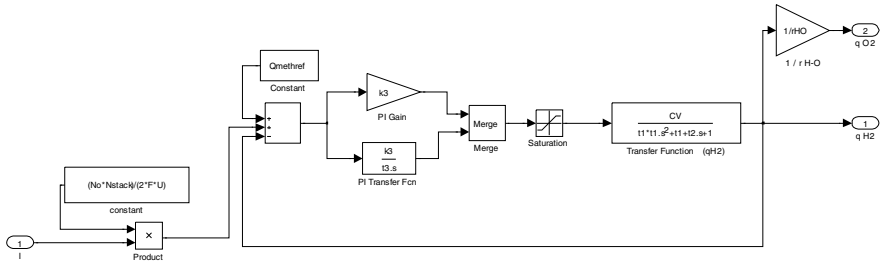 1/rHO
2
q O2
1 / r H-O
Qmethref
Constant
k3
PI Gain
+
+
−
Merge
Merge
Saturation
CV
t1*t1.s²+t1+t2.s+1
Transfer Function (qH2)
1
q H2
k3
t3.s
PI Transfer Fcn
(No*Nstack)/(2*F*U)
constant
×
Product
1
I